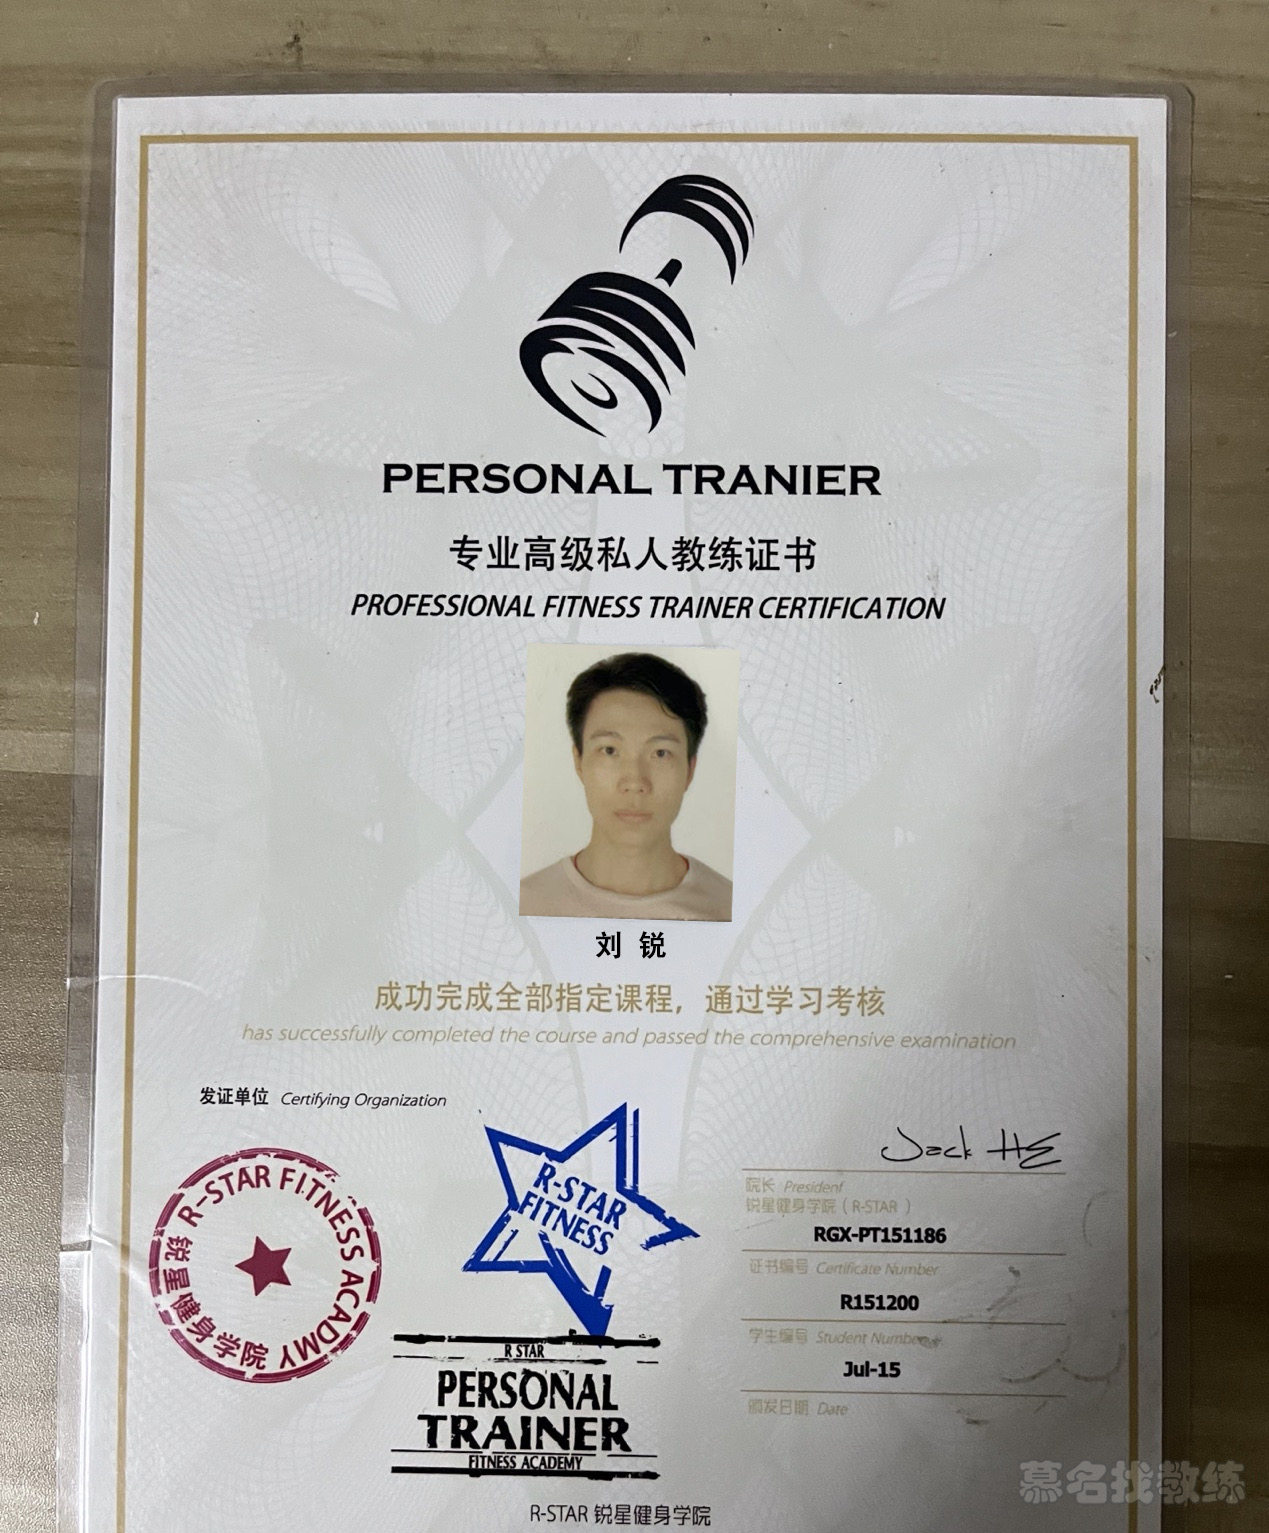 PERSONAL TRANIER
专业高级私人教练证书
PROFESSIONAL FITNESS TRAINER CERTIFICATION
刘 锐
成功完成全部指定课程，通过学习考核
has successfully completed the course and passed the comprehensive examination
发证单位 Certifying Organization
R-STAR FITNESS ACADMY
锐星健身学院
R-STAR
FITNESS
R STAR
PERSONAL
TRAINER
FITNESS ACADEMY
Jack HE
院长 President
锐星健身学院（R-STAR ）
RGX-PT151186
证书编号 Certificate Number
R151200
学生编号 Student Number
Jul-15
颁发日期 Date
R-STAR 锐星健身学院
慕名找教练